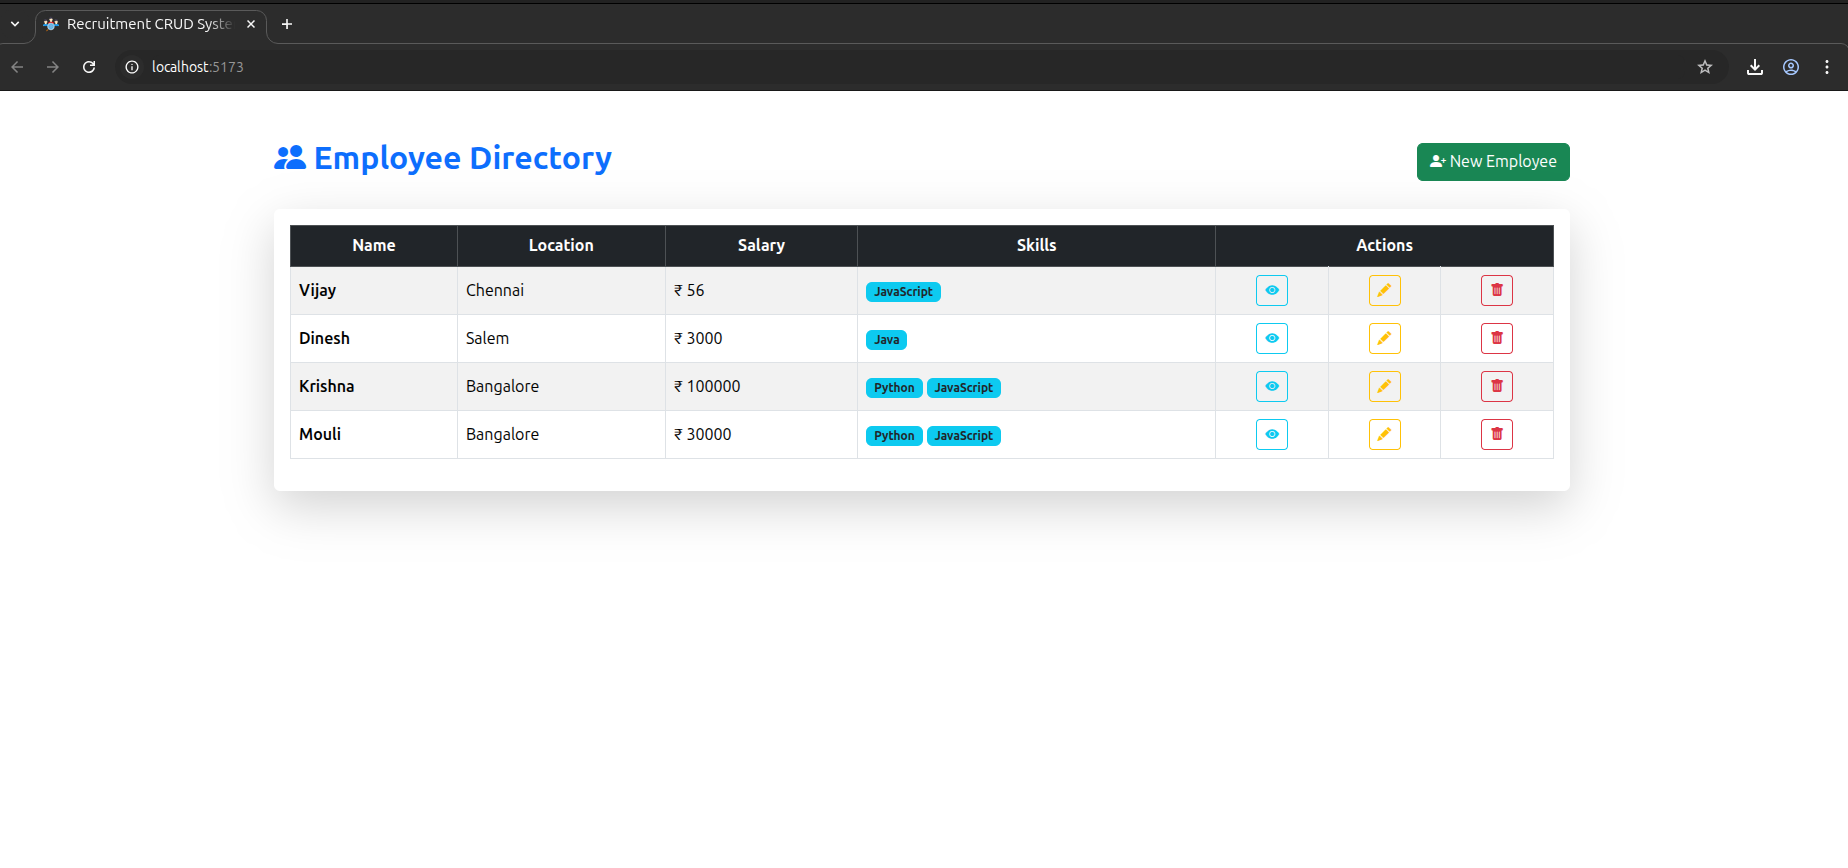 Recruitment CRUD Syste
localhost:5173
Employee Directory
New Employee
Name Location Salary Skills Actions
Vijay Chennai ₹ 56 JavaScript
Dinesh Salem ₹ 3000 Java
Krishna Bangalore ₹ 100000 Python JavaScript
Mouli Bangalore ₹ 30000 Python JavaScript